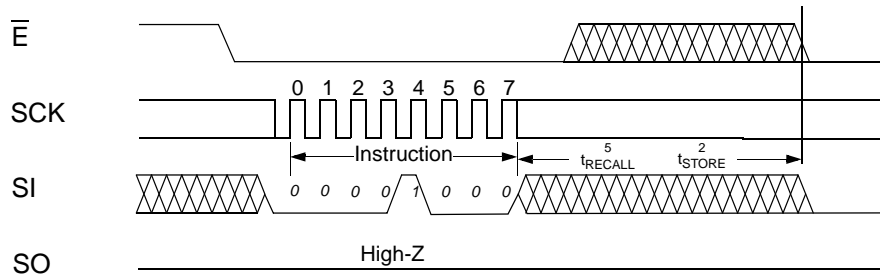 E
SCK
0 1 2 3 4 5 6 7
Instruction
5
tRECALL
2
tSTORE
SI
0 0 0 0 1 0 0 0
High-Z
SO